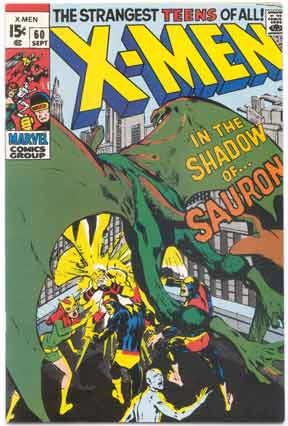 THE STRANGEST TEENS OF ALL!
X-MEN
15¢
60
SEPT
X-MEN
MARVEL
COMICS
GROUP
IN THE
SHADOW
OF...
SAURON